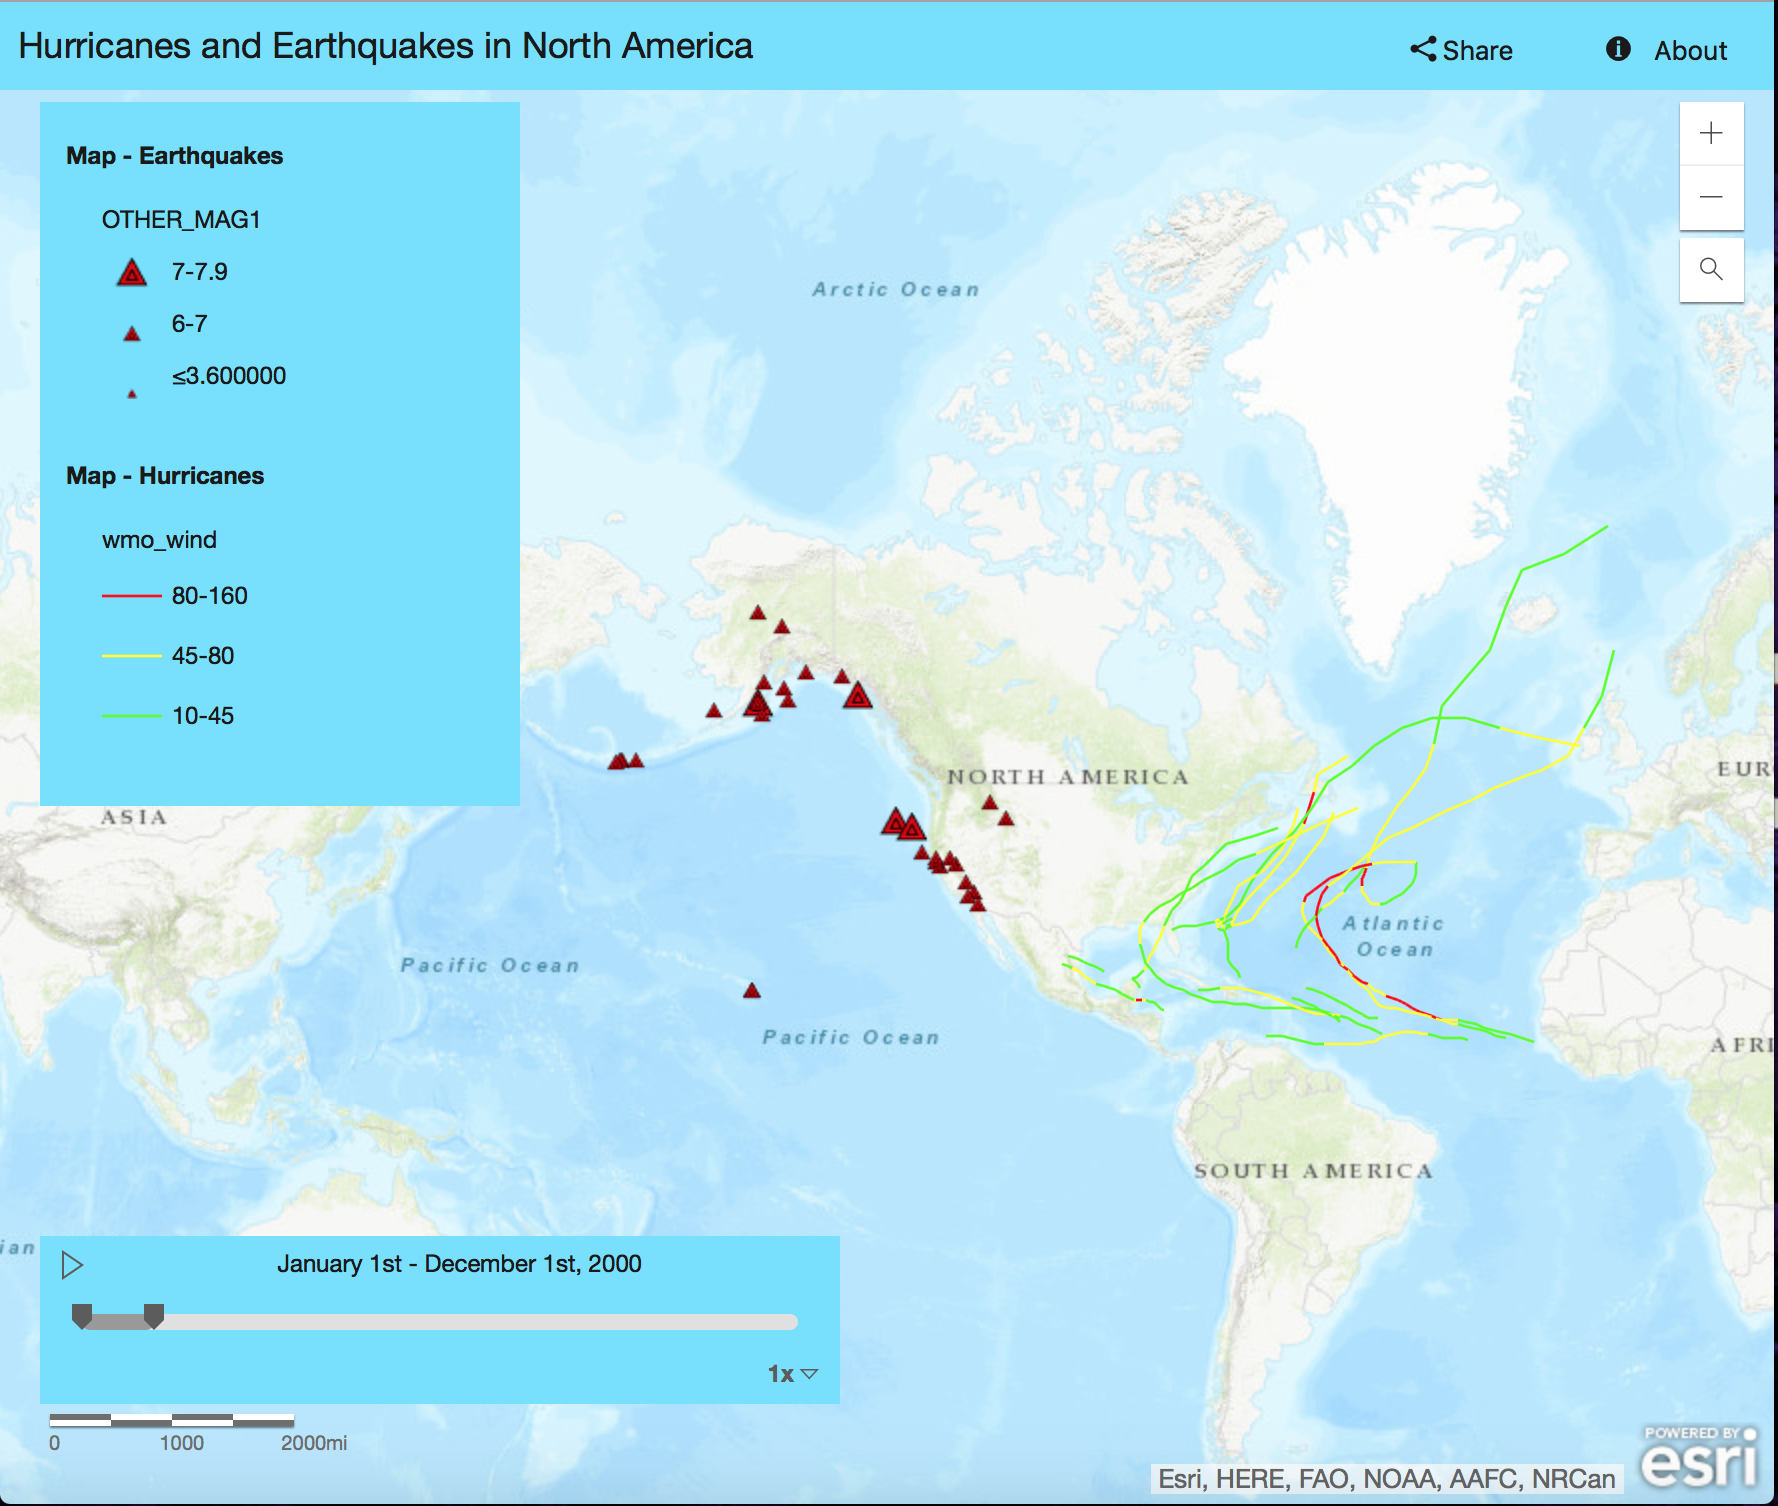 Hurricanes and Earthquakes in North America
Share
About
Map - Earthquakes
OTHER_MAG1
7-7.9
6-7
≤3.600000
Map - Hurricanes
wmo_wind
80-160
45-80
10-45
Arctic Ocean
NORTH AMERICA
EUR
ASIA
Atlantic
Ocean
Pacific Ocean
Pacific Ocean
AFRI
SOUTH AMERICA
ian
January 1st - December 1st, 2000
1x
0 1000 2000mi
POWERED BY
esri
Esri, HERE, FAO, NOAA, AAFC, NRCan